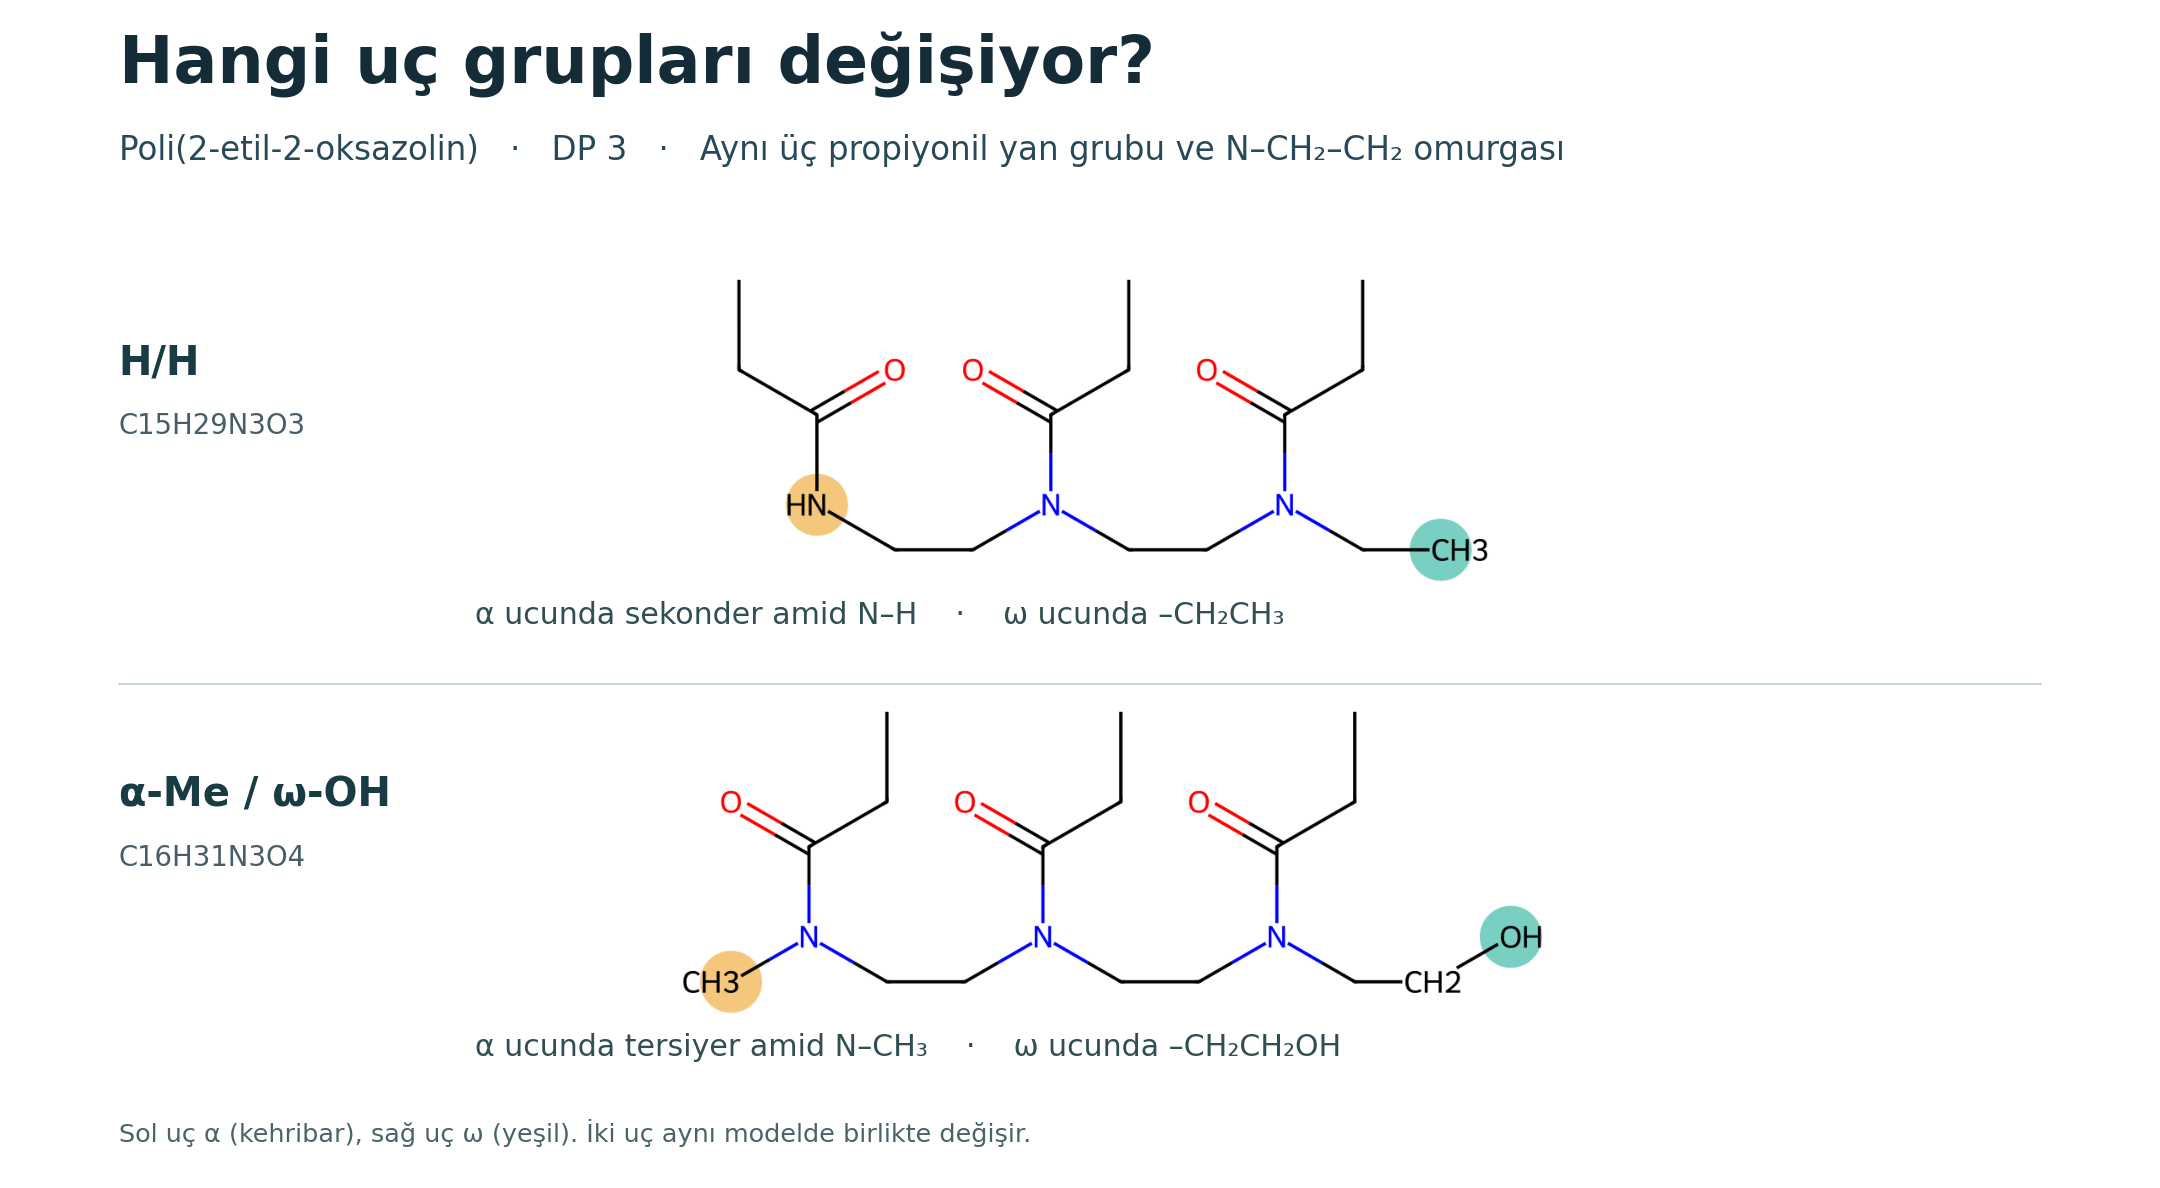 Hangi uç grupları değişiyor?
Poli(2-etil-2-oksazolin) · DP 3 · Aynı üç propiyonil yan grubu ve N–CH₂–CH₂ omurgası
H/H
C15H29N3O3
O O O
HN N N
CH3
α ucunda sekonder amid N–H · ω ucunda –CH₂CH₃
α-Me / ω-OH
C16H31N3O4
O O O
N N N OH
CH3 CH2
α ucunda tersiyer amid N–CH₃ · ω ucunda –CH₂CH₂OH
Sol uç α (kehribar), sağ uç ω (yeşil). İki uç aynı modelde birlikte değişir.